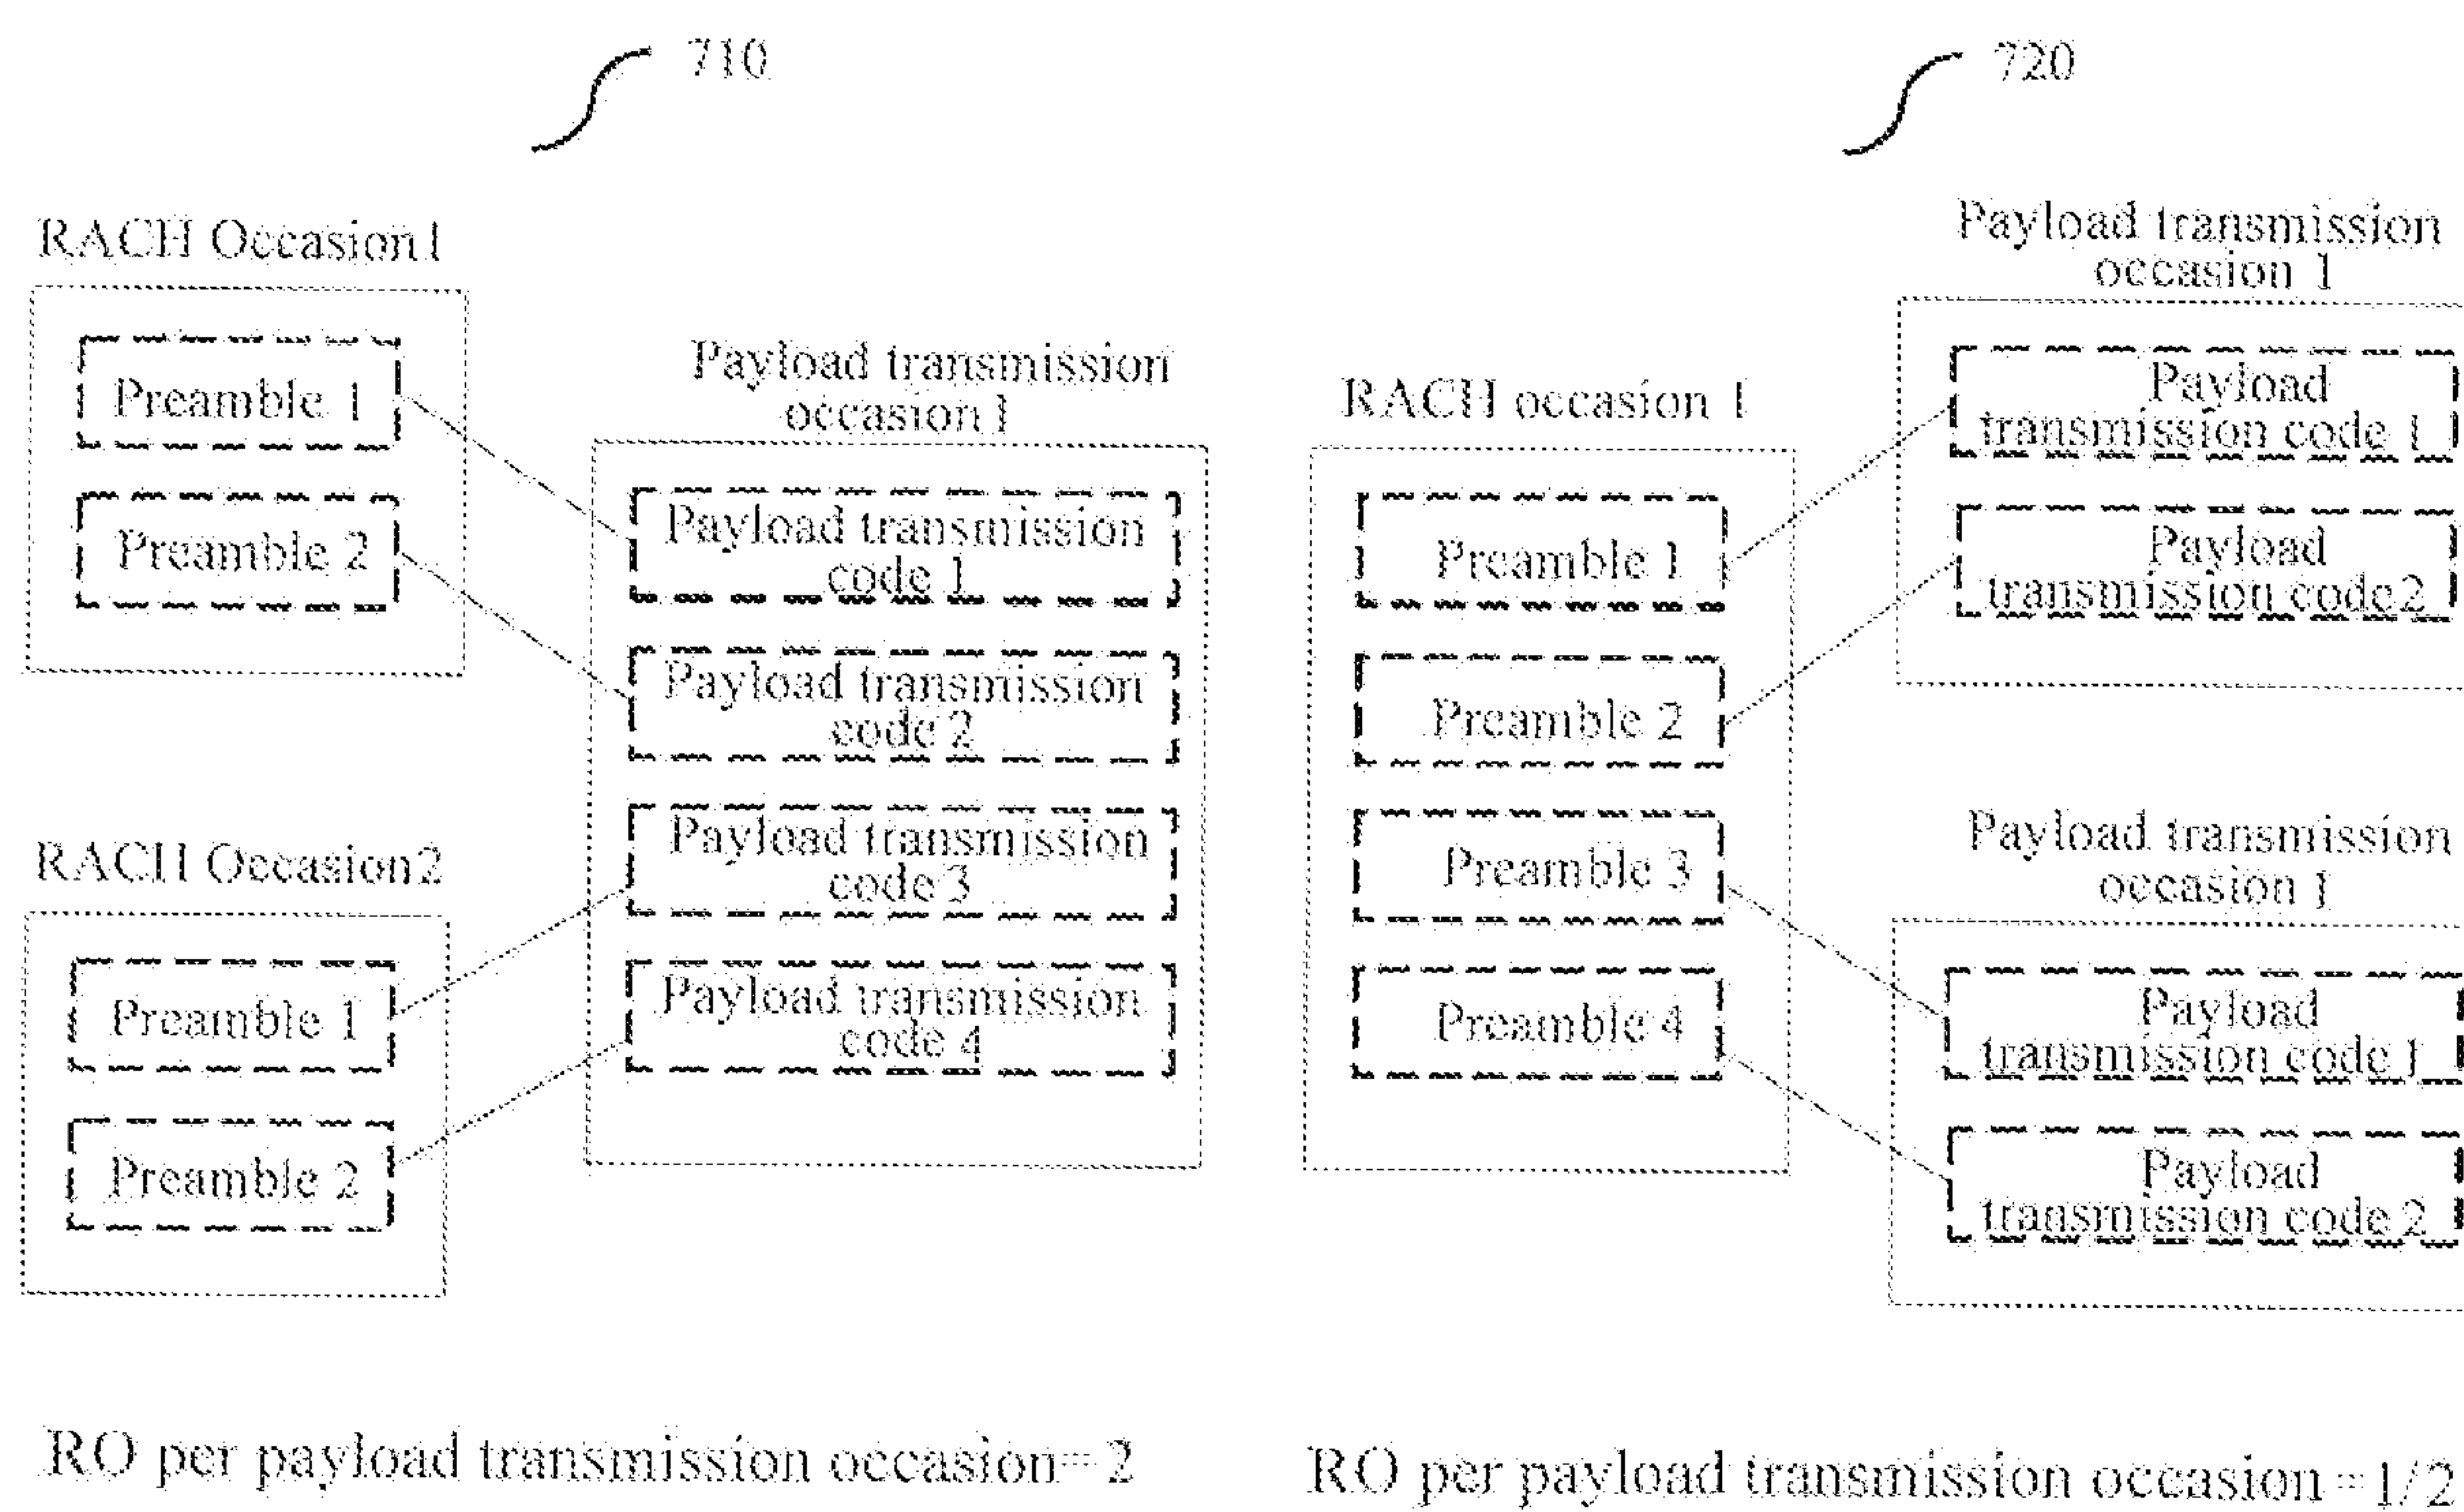 710
RACH Occasion1
Preamble 1
Preamble 2
RACH Occasion2
Preamble 1
Preamble 2
Payload transmission
occasion 1
Payload transmission
code 1
Payload transmission
code 2
Payload transmission
code 3
Payload transmission
code 4
RO per payload transmission occasion=2
720
RACH occasion 1
Preamble 1
Preamble 2
Preamble 3
Preamble 4
Payload transmission
occasion 1
Payload
transmission code 1
Payload
transmission code2
Payload transmission
occasion 1
Payload
transmission code 1
Payload
transmission code 2
RO per payload transmission occasion=1/2